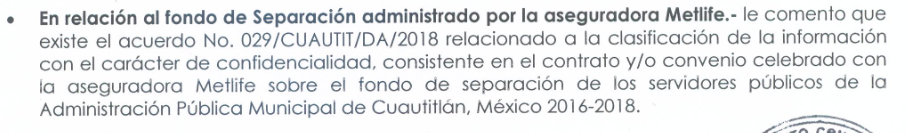 • En relación al fondo de Separación administrado por la aseguradora Metlife.- le comento que
existe el acuerdo No. 029/CUAUTIT/DA/2018 relacionado a la clasificación de la información
con el carácter de confidencialidad, consistente en el contrato y/o convenio celebrado con
la aseguradora Metlife sobre el fondo de separación de los servidores públicos de la
Administración Pública Municipal de Cuautitlán, México 2016-2018.